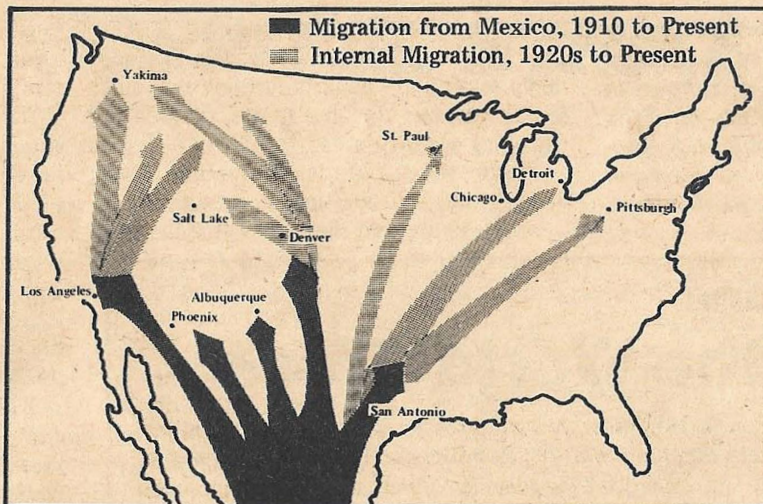 Migration from Mexico, 1910 to Present
Internal Migration, 1920s to Present
Yakima
St. Paul
Detroit
Chicago
Salt Lake
Pittsburgh
Denver
Los Angeles
Albuquerque
Phoenix
San Antonio